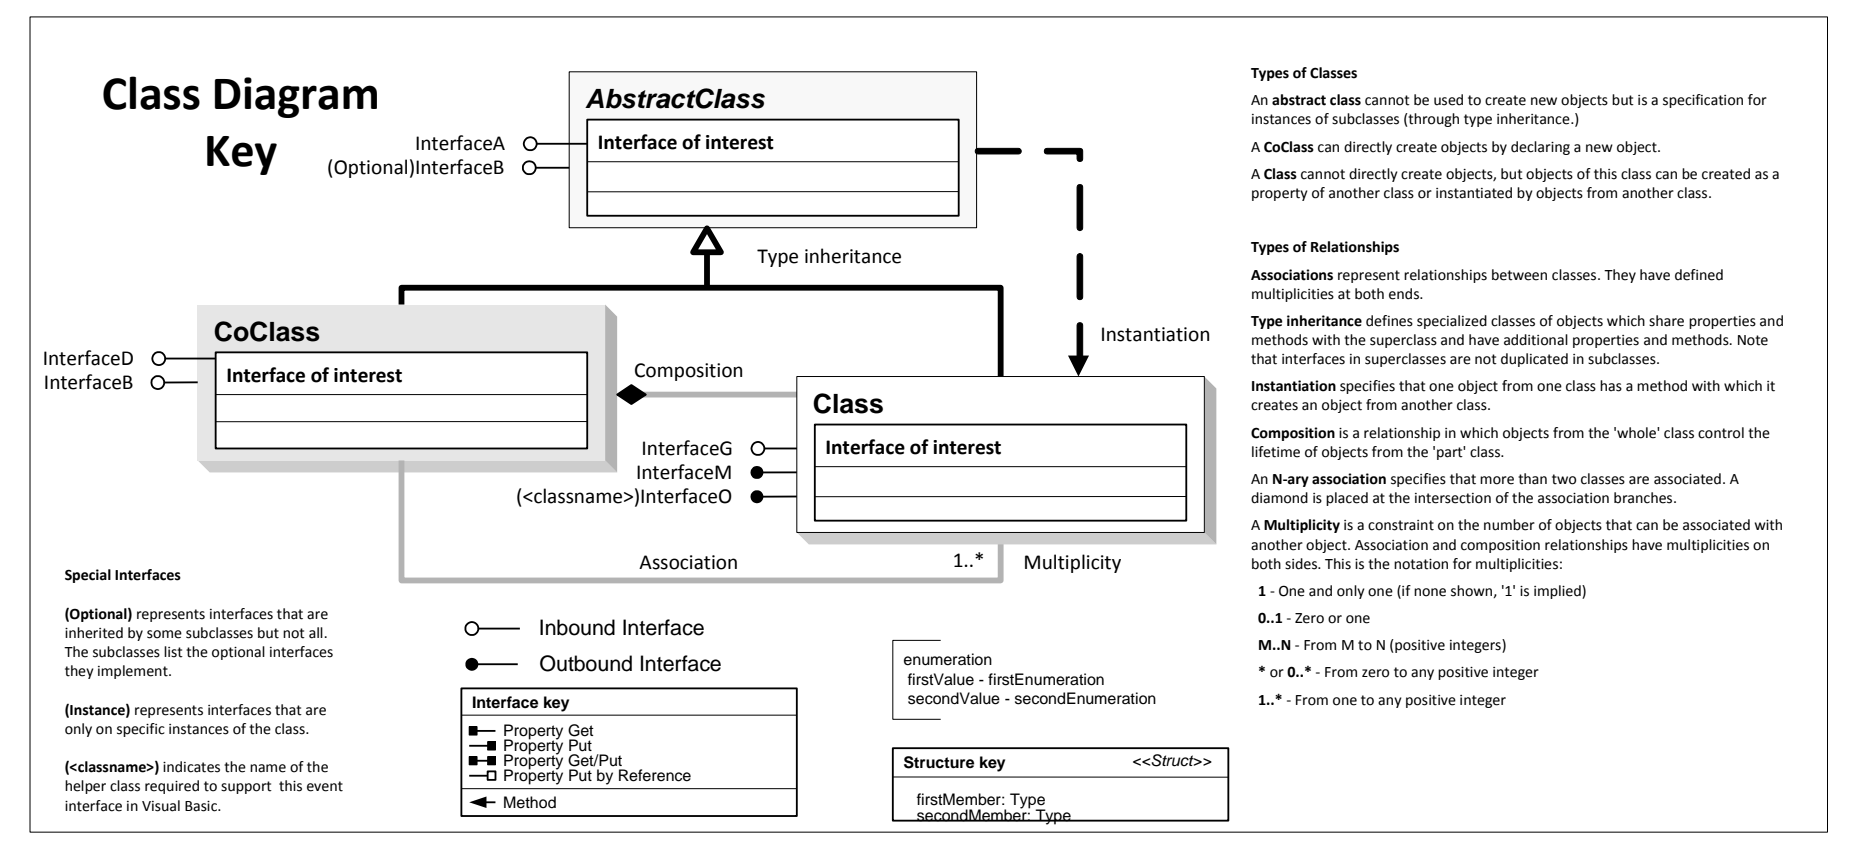 Class Diagram
Key
AbstractClass
Interface of interest
InterfaceA
(Optional)InterfaceB
Type inheritance
Instantiation
CoClass
Interface of interest
InterfaceD
InterfaceB
Composition
Class
Interface of interest
InterfaceG
InterfaceM
(<classname>)InterfaceO
Association
1..*
Multiplicity
Special Interfaces
(Optional) represents interfaces that are
inherited by some subclasses but not all.
The subclasses list the optional interfaces
they implement.
(Instance) represents interfaces that are
only on specific instances of the class.
(<classname>) indicates the name of the
helper class required to support this event
interface in Visual Basic.
Inbound Interface
Outbound Interface
Interface key
Property Get
Property Put
Property Get/Put
Property Put by Reference
Method
enumeration
firstValue - firstEnumeration
secondValue - secondEnumeration
Structure key <<Struct>>
firstMember: Type
secondMember: Type
Types of Classes
An abstract class cannot be used to create new objects but is a specification for
instances of subclasses (through type inheritance.)
A CoClass can directly create objects by declaring a new object.
A Class cannot directly create objects, but objects of this class can be created as a
property of another class or instantiated by objects from another class.
Types of Relationships
Associations represent relationships between classes. They have defined
multiplicities at both ends.
Type inheritance defines specialized classes of objects which share properties and
methods with the superclass and have additional properties and methods. Note
that interfaces in superclasses are not duplicated in subclasses.
Instantiation specifies that one object from one class has a method with which it
creates an object from another class.
Composition is a relationship in which objects from the 'whole' class control the
lifetime of objects from the 'part' class.
An N-ary association specifies that more than two classes are associated. A
diamond is placed at the intersection of the association branches.
A Multiplicity is a constraint on the number of objects that can be associated with
another object. Association and composition relationships have multiplicities on
both sides. This is the notation for multiplicities:
1 - One and only one (if none shown, '1' is implied)
0..1 - Zero or one
M..N - From M to N (positive integers)
* or 0..* - From zero to any positive integer
1..* - From one to any positive integer